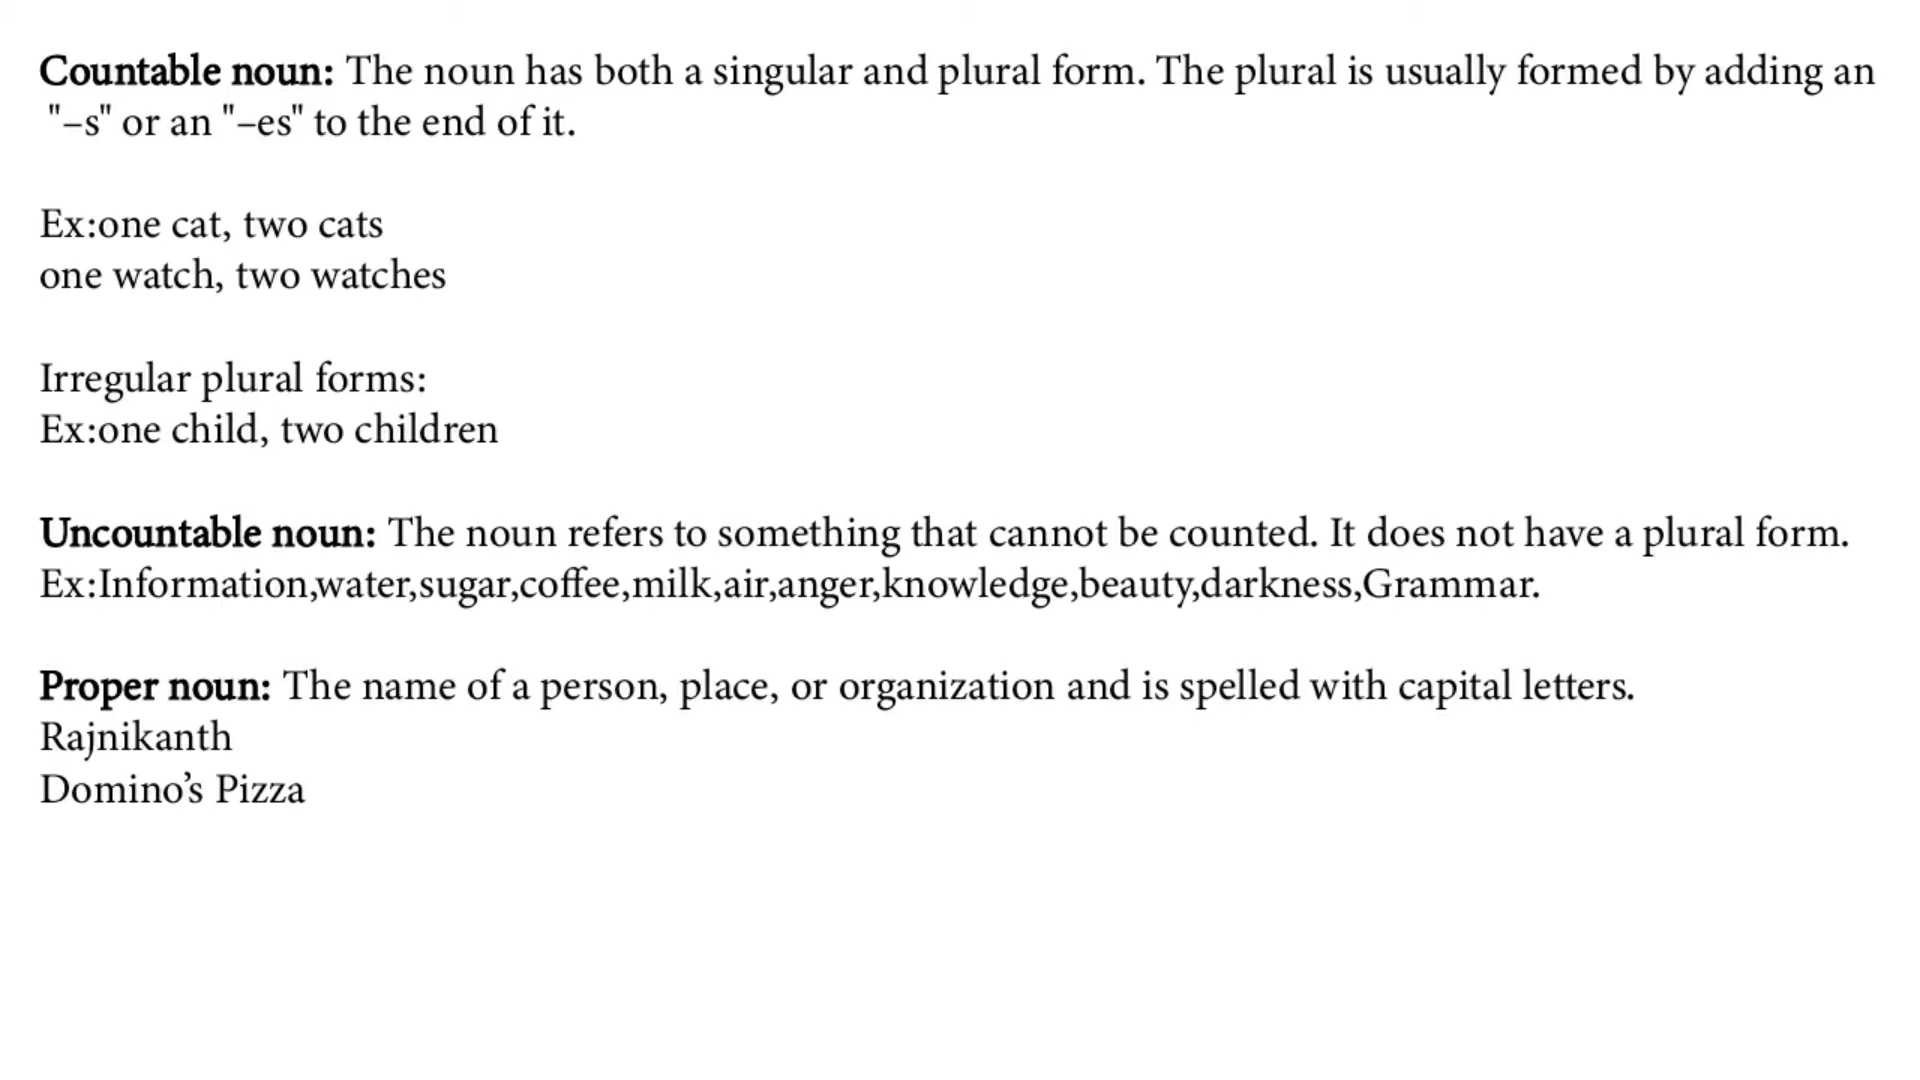 Countable noun: The noun has both a singular and plural form. The plural is usually formed by adding an
"–s" or an "–es" to the end of it.
Ex:one cat, two cats
one watch, two watches
Irregular plural forms:
Ex:one child, two children
Uncountable noun: The noun refers to something that cannot be counted. It does not have a plural form.
Ex:Information,water,sugar,coffee,milk,air,anger,knowledge,beauty,darkness,Grammar.
Proper noun: The name of a person, place, or organization and is spelled with capital letters.
Rajnikanth
Domino’s Pizza